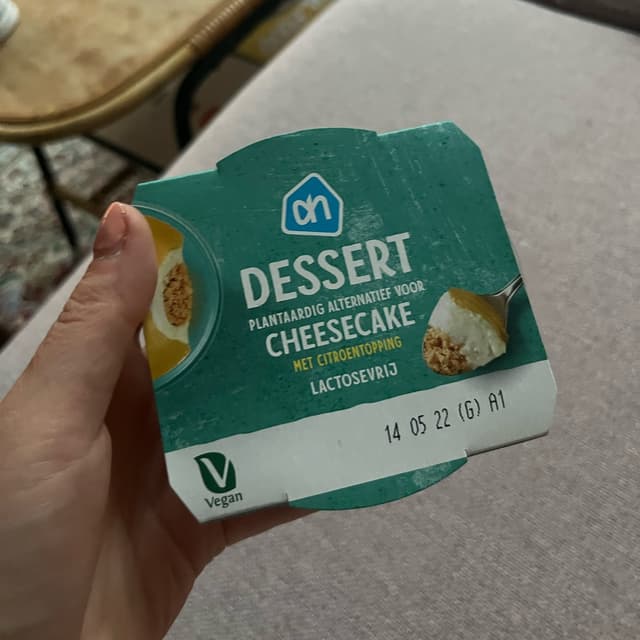 ah
DESSERT
PLANTAARDIG ALTERNATIEF VOOR
CHEESECAKE
MET CITROENTOPPING
LACTOSEVRIJ
14 05 22 (G) A1
V
Vegan